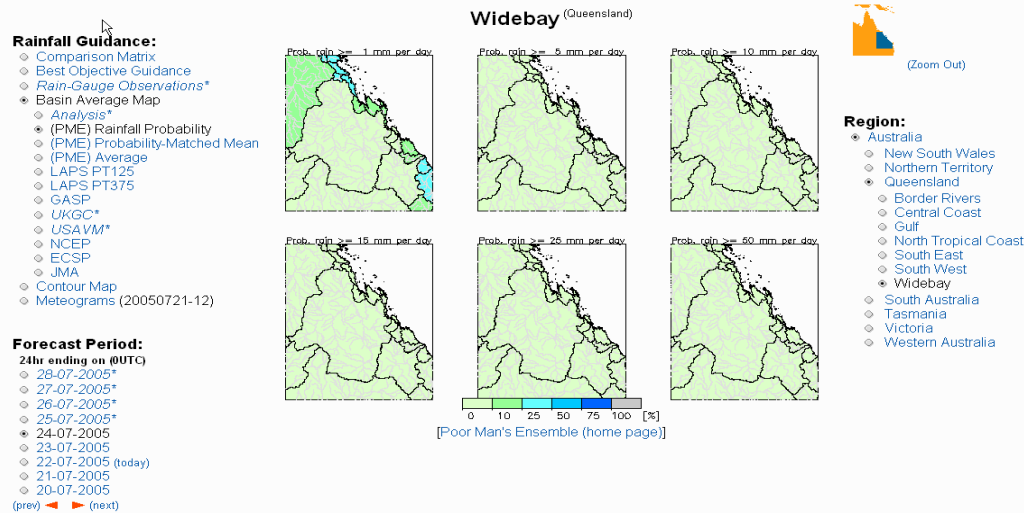 Widebay (Queensland)
Rainfall Guidance:
Comparison Matrix
Best Objective Guidance
Rain-Gauge Observations*
Basin Average Map
Analysis*
(PME) Rainfall Probability
(PME) Probability-Matched Mean
(PME) Average
LAPS PT125
LAPS PT375
GASP
UKGC*
USAVM*
NCEP
ECSP
JMA
Contour Map
Meteograms (20050721-12)
Forecast Period:
24hr ending on (0UTC)
28-07-2005*
27-07-2005*
26-07-2005*
25-07-2005*
24-07-2005
23-07-2005
22-07-2005 (today)
21-07-2005
20-07-2005
(prev) (next)
Prob. rain >= 1 mm per day
Prob. rain >= 5 mm per day
Prob. rain >= 10 mm per day
Prob. rain >= 15 mm per day
Prob. rain >= 25 mm per day
Prob. rain >= 50 mm per day
0 10 25 50 75 100 [%]
[Poor Man's Ensemble (home page)]
(Zoom Out)
Region:
Australia
New South Wales
Northern Territory
Queensland
Border Rivers
Central Coast
Gulf
North Tropical Coast
South East
South West
Widebay
South Australia
Tasmania
Victoria
Western Australia